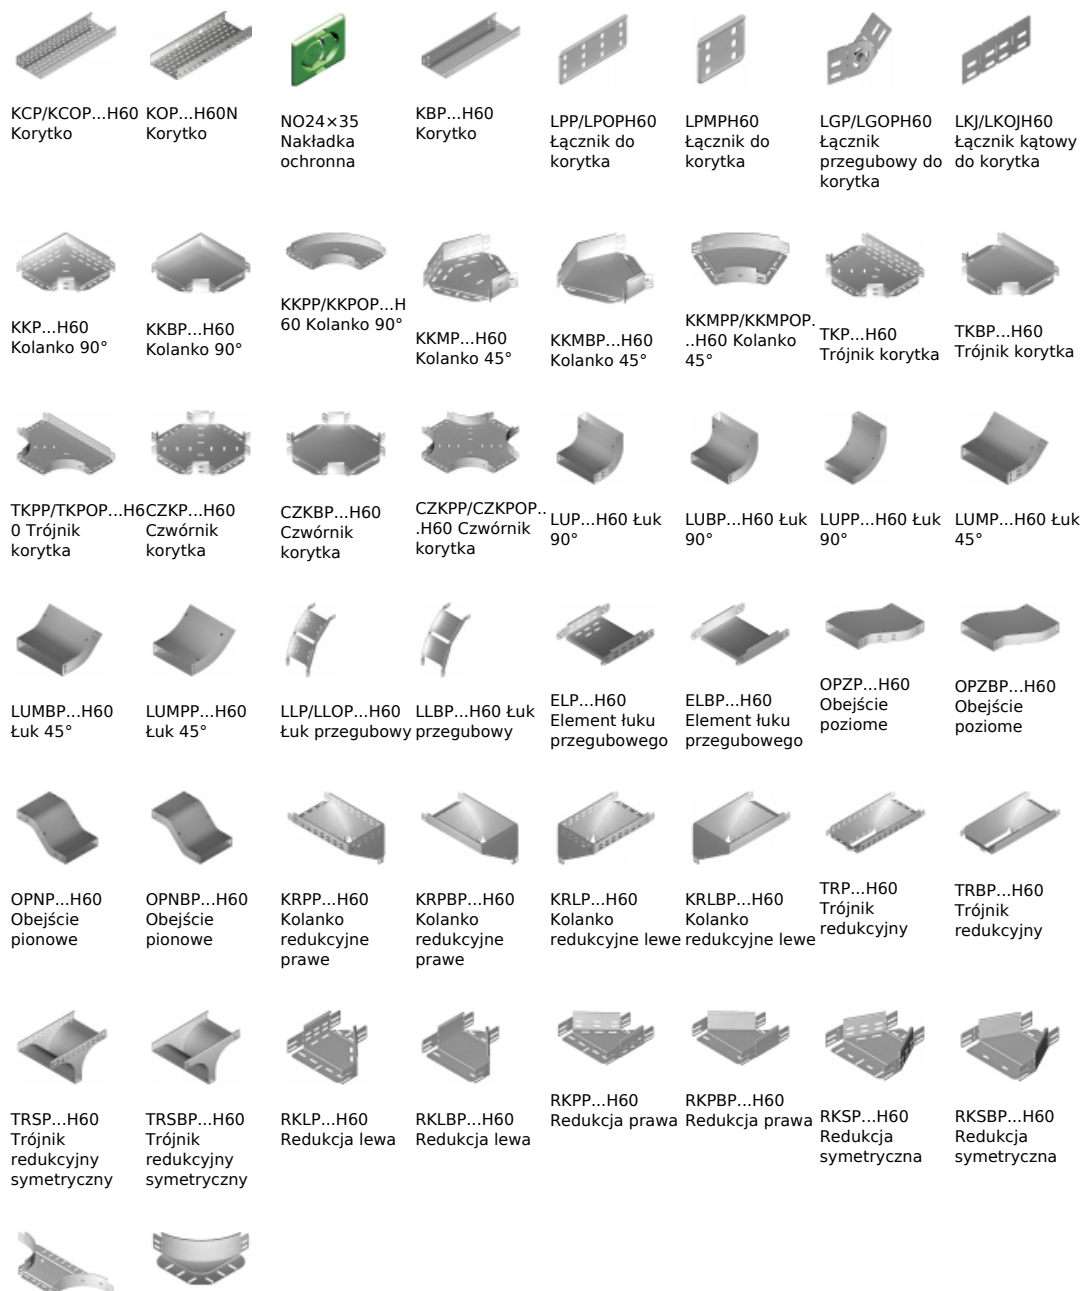 KCP/KCOP...H60
Korytko
KOP...H60N
Korytko
NO24×35
Nakładka
ochronna
KBP...H60
Korytko
LPP/LPOPH60
Łącznik do
korytka
LPMPH60
Łącznik do
korytka
LGP/LGOPH60
Łącznik
przegubowy do
korytka
LKJ/LKOJH60
Łącznik kątowy
do korytka
KKP...H60
Kolanko 90°
KKBP...H60
Kolanko 90°
KKPP/KKPOP...H
60 Kolanko 90°
KKMP...H60
Kolanko 45°
KKMBP...H60
Kolanko 45°
KKMPP/KKMPOP.
..H60 Kolanko
45°
TKP...H60
Trójnik korytka
TKBP...H60
Trójnik korytka
TKPP/TKPOP...H6
0 Trójnik
korytka
CZKP...H60
Czwórnik
korytka
CZKBP...H60
Czwórnik
korytka
CZKPP/CZKPOP..
.H60 Czwórnik
korytka
LUP...H60 Łuk
90°
LUBP...H60 Łuk
90°
LUPP...H60 Łuk
90°
LUMP...H60 Łuk
45°
LUMBP...H60
Łuk 45°
LUMPP...H60
Łuk 45°
LLP/LLOP...H60
Łuk przegubowy
LLBP...H60 Łuk
przegubowy
ELP...H60
Element łuku
przegubowego
ELBP...H60
Element łuku
przegubowego
OPZP...H60
Obejście
poziome
OPZBP...H60
Obejście
poziome
OPNP...H60
Obejście
pionowe
OPNBP...H60
Obejście
pionowe
KRPP...H60
Kolanko
redukcyjne
prawe
KRPBP...H60
Kolanko
redukcyjne
prawe
KRLP...H60
Kolanko
redukcyjne lewe
KRLBP...H60
Kolanko
redukcyjne lewe
TRP...H60
Trójnik
redukcyjny
TRBP...H60
Trójnik
redukcyjny
TRSP...H60
Trójnik
redukcyjny
symetryczny
TRSBP...H60
Trójnik
redukcyjny
symetryczny
RKLP...H60
Redukcja lewa
RKLBP...H60
Redukcja lewa
RKPP...H60
Redukcja prawa
RKPBP...H60
Redukcja prawa
RKSP...H60
Redukcja
symetryczna
RKSBP...H60
Redukcja
symetryczna